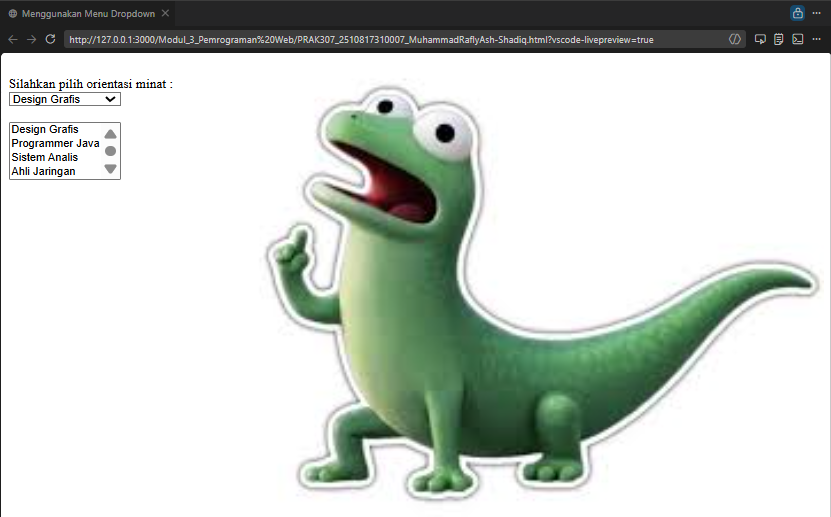 Menggunakan Menu Dropdown
http://127.0.0.1:3000/Modul_3_Pemrograman%20Web/PRAK307_2510817310007_MuhammadRaflyAsh-Shadiq.html?vscode-livepreview=true
Silahkan pilih orientasi minat :
Design Grafis
Design Grafis
Programmer Java
Sistem Analis
Ahli Jaringan